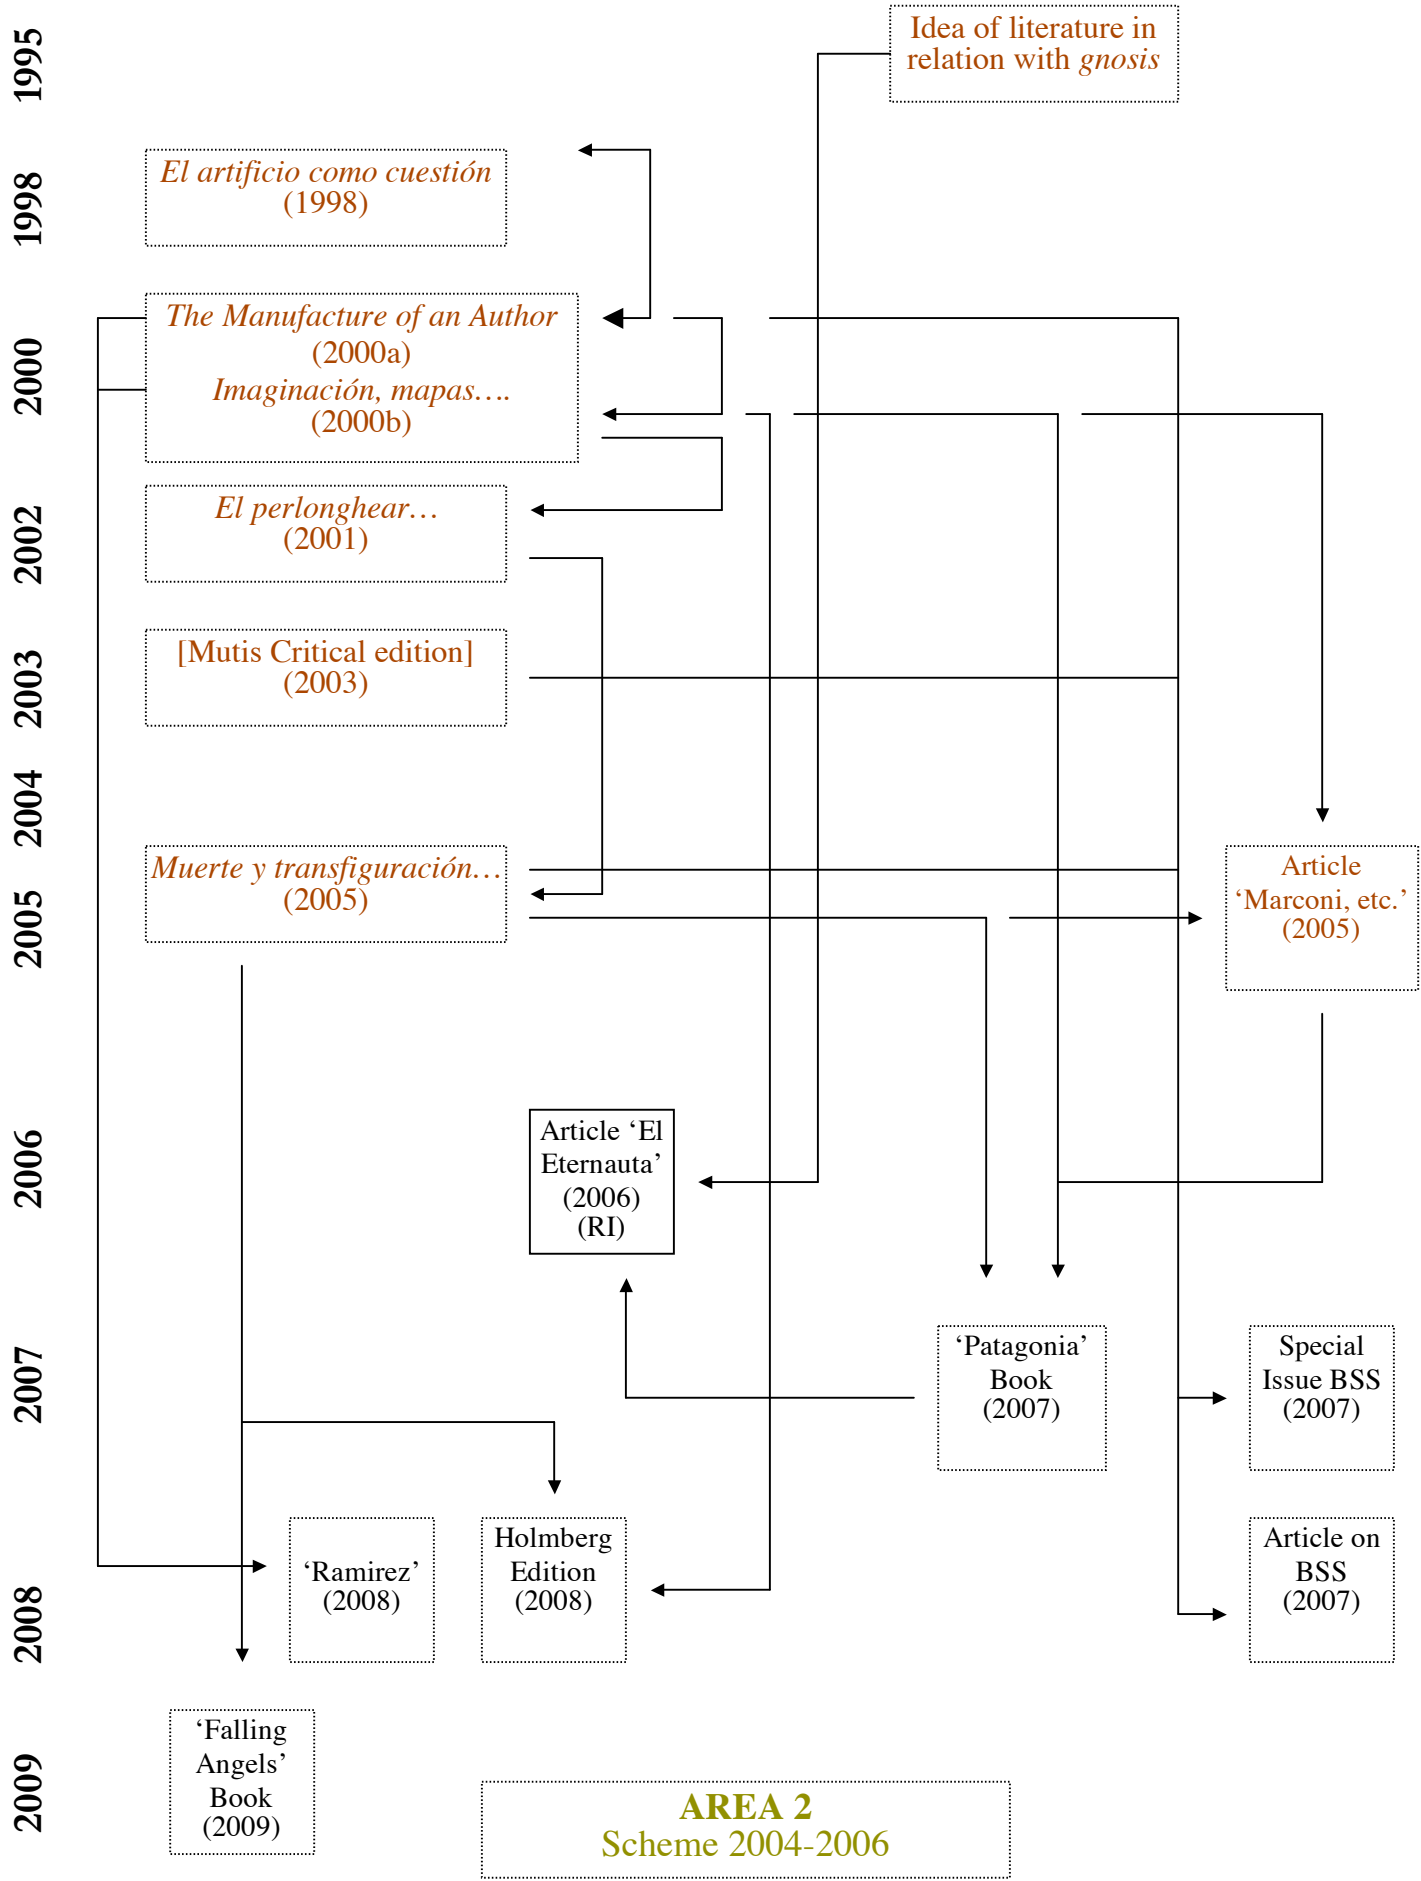 1995
Idea of literature in
relation with gnosis
1998
El artificio como cuestión
(1998)
2000
The Manufacture of an Author
(2000a)
Imaginación, mapas….
(2000b)
2002
El perlonghear…
(2001)
2003
[Mutis Critical edition]
(2003)
2004
2005
Muerte y transfiguración…
(2005)
Article
‘Marconi, etc.’
(2005)
2006
Article ‘El
Eternauta’
(2006)
(RI)
2007
‘Patagonia’
Book
(2007)
Special
Issue BSS
(2007)
2008
‘Ramirez’
(2008)
Holmberg
Edition
(2008)
Article on
BSS
(2007)
2009
‘Falling
Angels’
Book
(2009)
AREA 2
Scheme 2004-2006